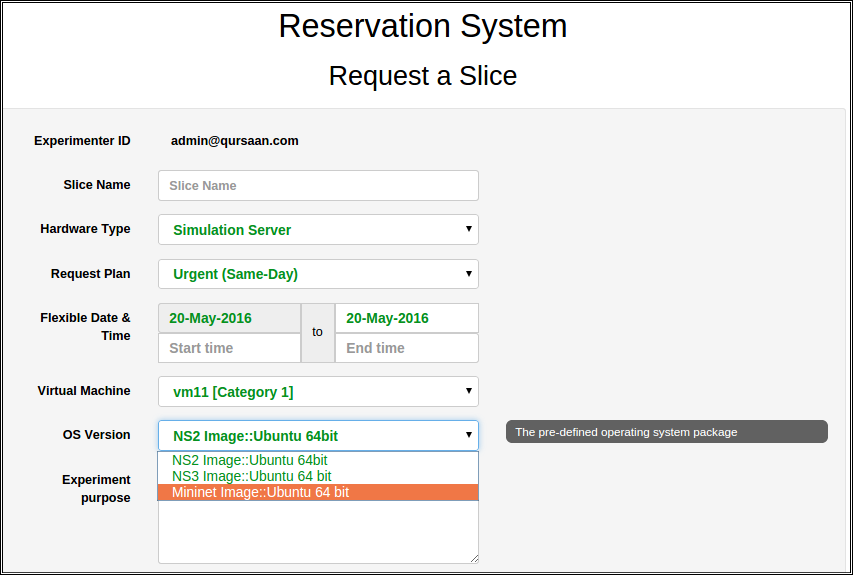 Reservation System
Request a Slice
Experimenter ID admin@qursaan.com
Slice Name Slice Name
Hardware Type Simulation Server
Request Plan Urgent (Same-Day)
Flexible Date & Time 20-May-2016 to 20-May-2016
Start time End time
Virtual Machine vm11 [Category 1]
OS Version NS2 Image::Ubuntu 64bit The pre-defined operating system package
NS2 Image::Ubuntu 64bit
NS3 Image::Ubuntu 64 bit
Mininet Image::Ubuntu 64 bit
Experiment
purpose